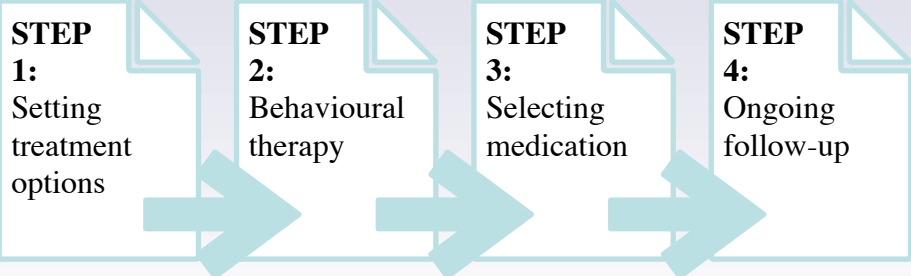 STEP
1:
Setting
treatment
options
STEP
2:
Behavioural
therapy
STEP
3:
Selecting
medication
STEP
4:
Ongoing
follow-up